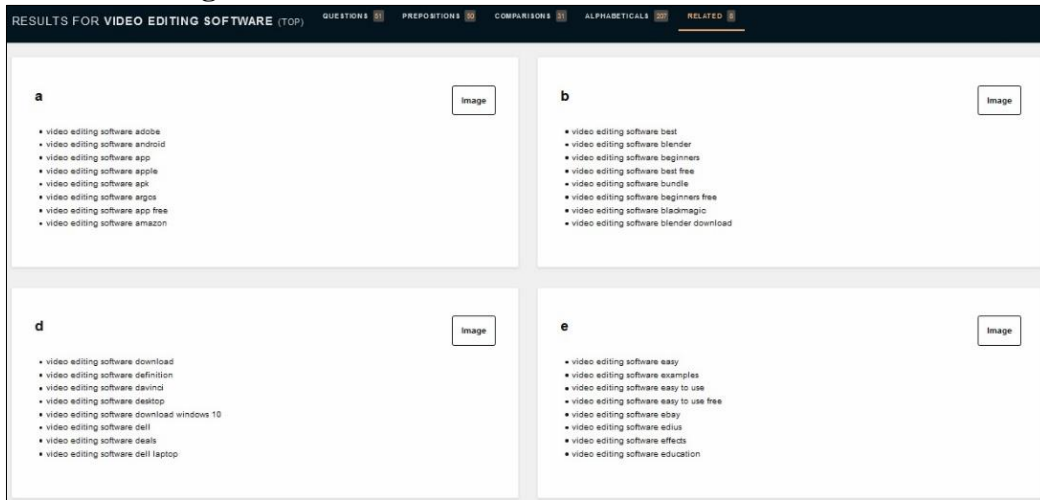 RESULTS FOR VIDEO EDITING SOFTWARE (TOP) QUESTIONS 51 PREPOSITIONS 50 COMPARISONS 31 ALPHABETICALS 207 RELATED
a
Image
• video editing software adobe
• video editing software android
• video editing software app
• video editing software apple
• video editing software apk
• video editing software argos
• video editing software app free
• video editing software amazon
b
Image
• video editing software best
• video editing software blender
• video editing software beginners
• video editing software best free
• video editing software bundle
• video editing software beginners free
• video editing software blackmagic
• video editing software blender download
d
Image
• video editing software download
• video editing software definition
• video editing software davinci
• video editing software desktop
• video editing software download windows 10
• video editing software dell
• video editing software deals
• video editing software dell laptop
e
Image
• video editing software easy
• video editing software examples
• video editing software easy to use
• video editing software easy to use free
• video editing software ebay
• video editing software edius
• video editing software effects
• video editing software education